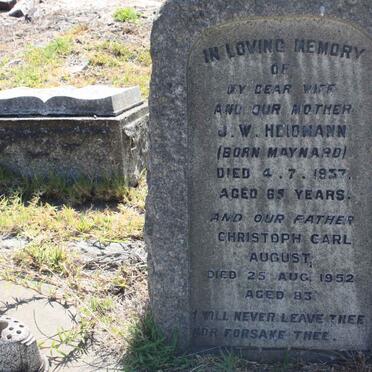 IN LOVING MEMORY
OF
MY DEAR WIFE
AND OUR MOTHER
J. W. HEIDMANN
(BORN MAYNARD)
DIED 4.7.1937.
AGED 65 YEARS.
AND OUR FATHER
CHRISTOPH CARL
AUGUST,
DIED 25 AUG. 1952
AGED 83
I WILL NEVER LEAVE THEE
NOR FORSAKE THEE.